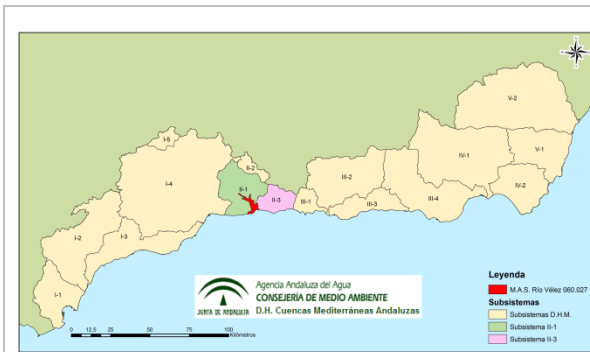 V-2
I-5
IV-1
V-1
II-2
III-2
I-4
II-1
IV-2
II-3
III-1
III-3
III-4
I-2
I-3
I-1
Leyenda
M.A.S. Río Vélez 060.027
Subsistemas
Subsistemas D.H.M.
Subsistema II-1
Subsistema II-3
JUNTA DE ANDALUCIA
Agencia Andaluza del Agua
CONSEJERÍA DE MEDIO AMBIENTE
D.H. Cuencas Mediterráneas Andaluzas
0 12,5 25 50 75 100
Kilómetros